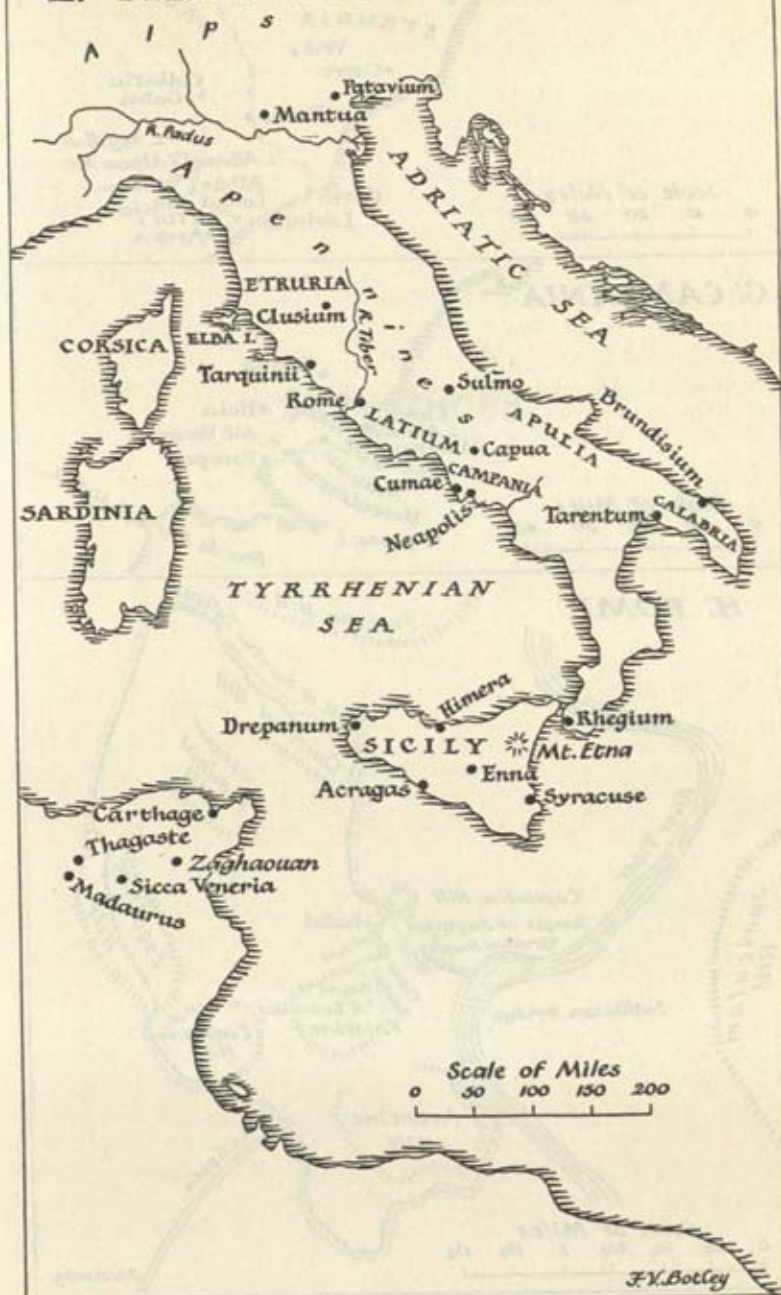 Alps
Patavium
Mantua
R. Padus
Apennines
ADRIATIC SEA
ETRURIA
Clusium
R. Tiber
CORSICA
ELBA I.
Tarquinii
Sulmo
Rome
LATIUM
APULIA
Brundisium
Capua
CAMPANIA
Cumae
Neapolis
SARDINIA
Tarentum
CALABRIA
TYRRHENIAN
SEA
Himera
Drepanum
Rhegium
SICILY
Mt. Etna
Enna
Acragas
Syracuse
Carthage
Thagaste
Zaghaouan
Sicca Veneria
Madaurus
Scale of Miles
0 50 100 150 200
F.V. Botley